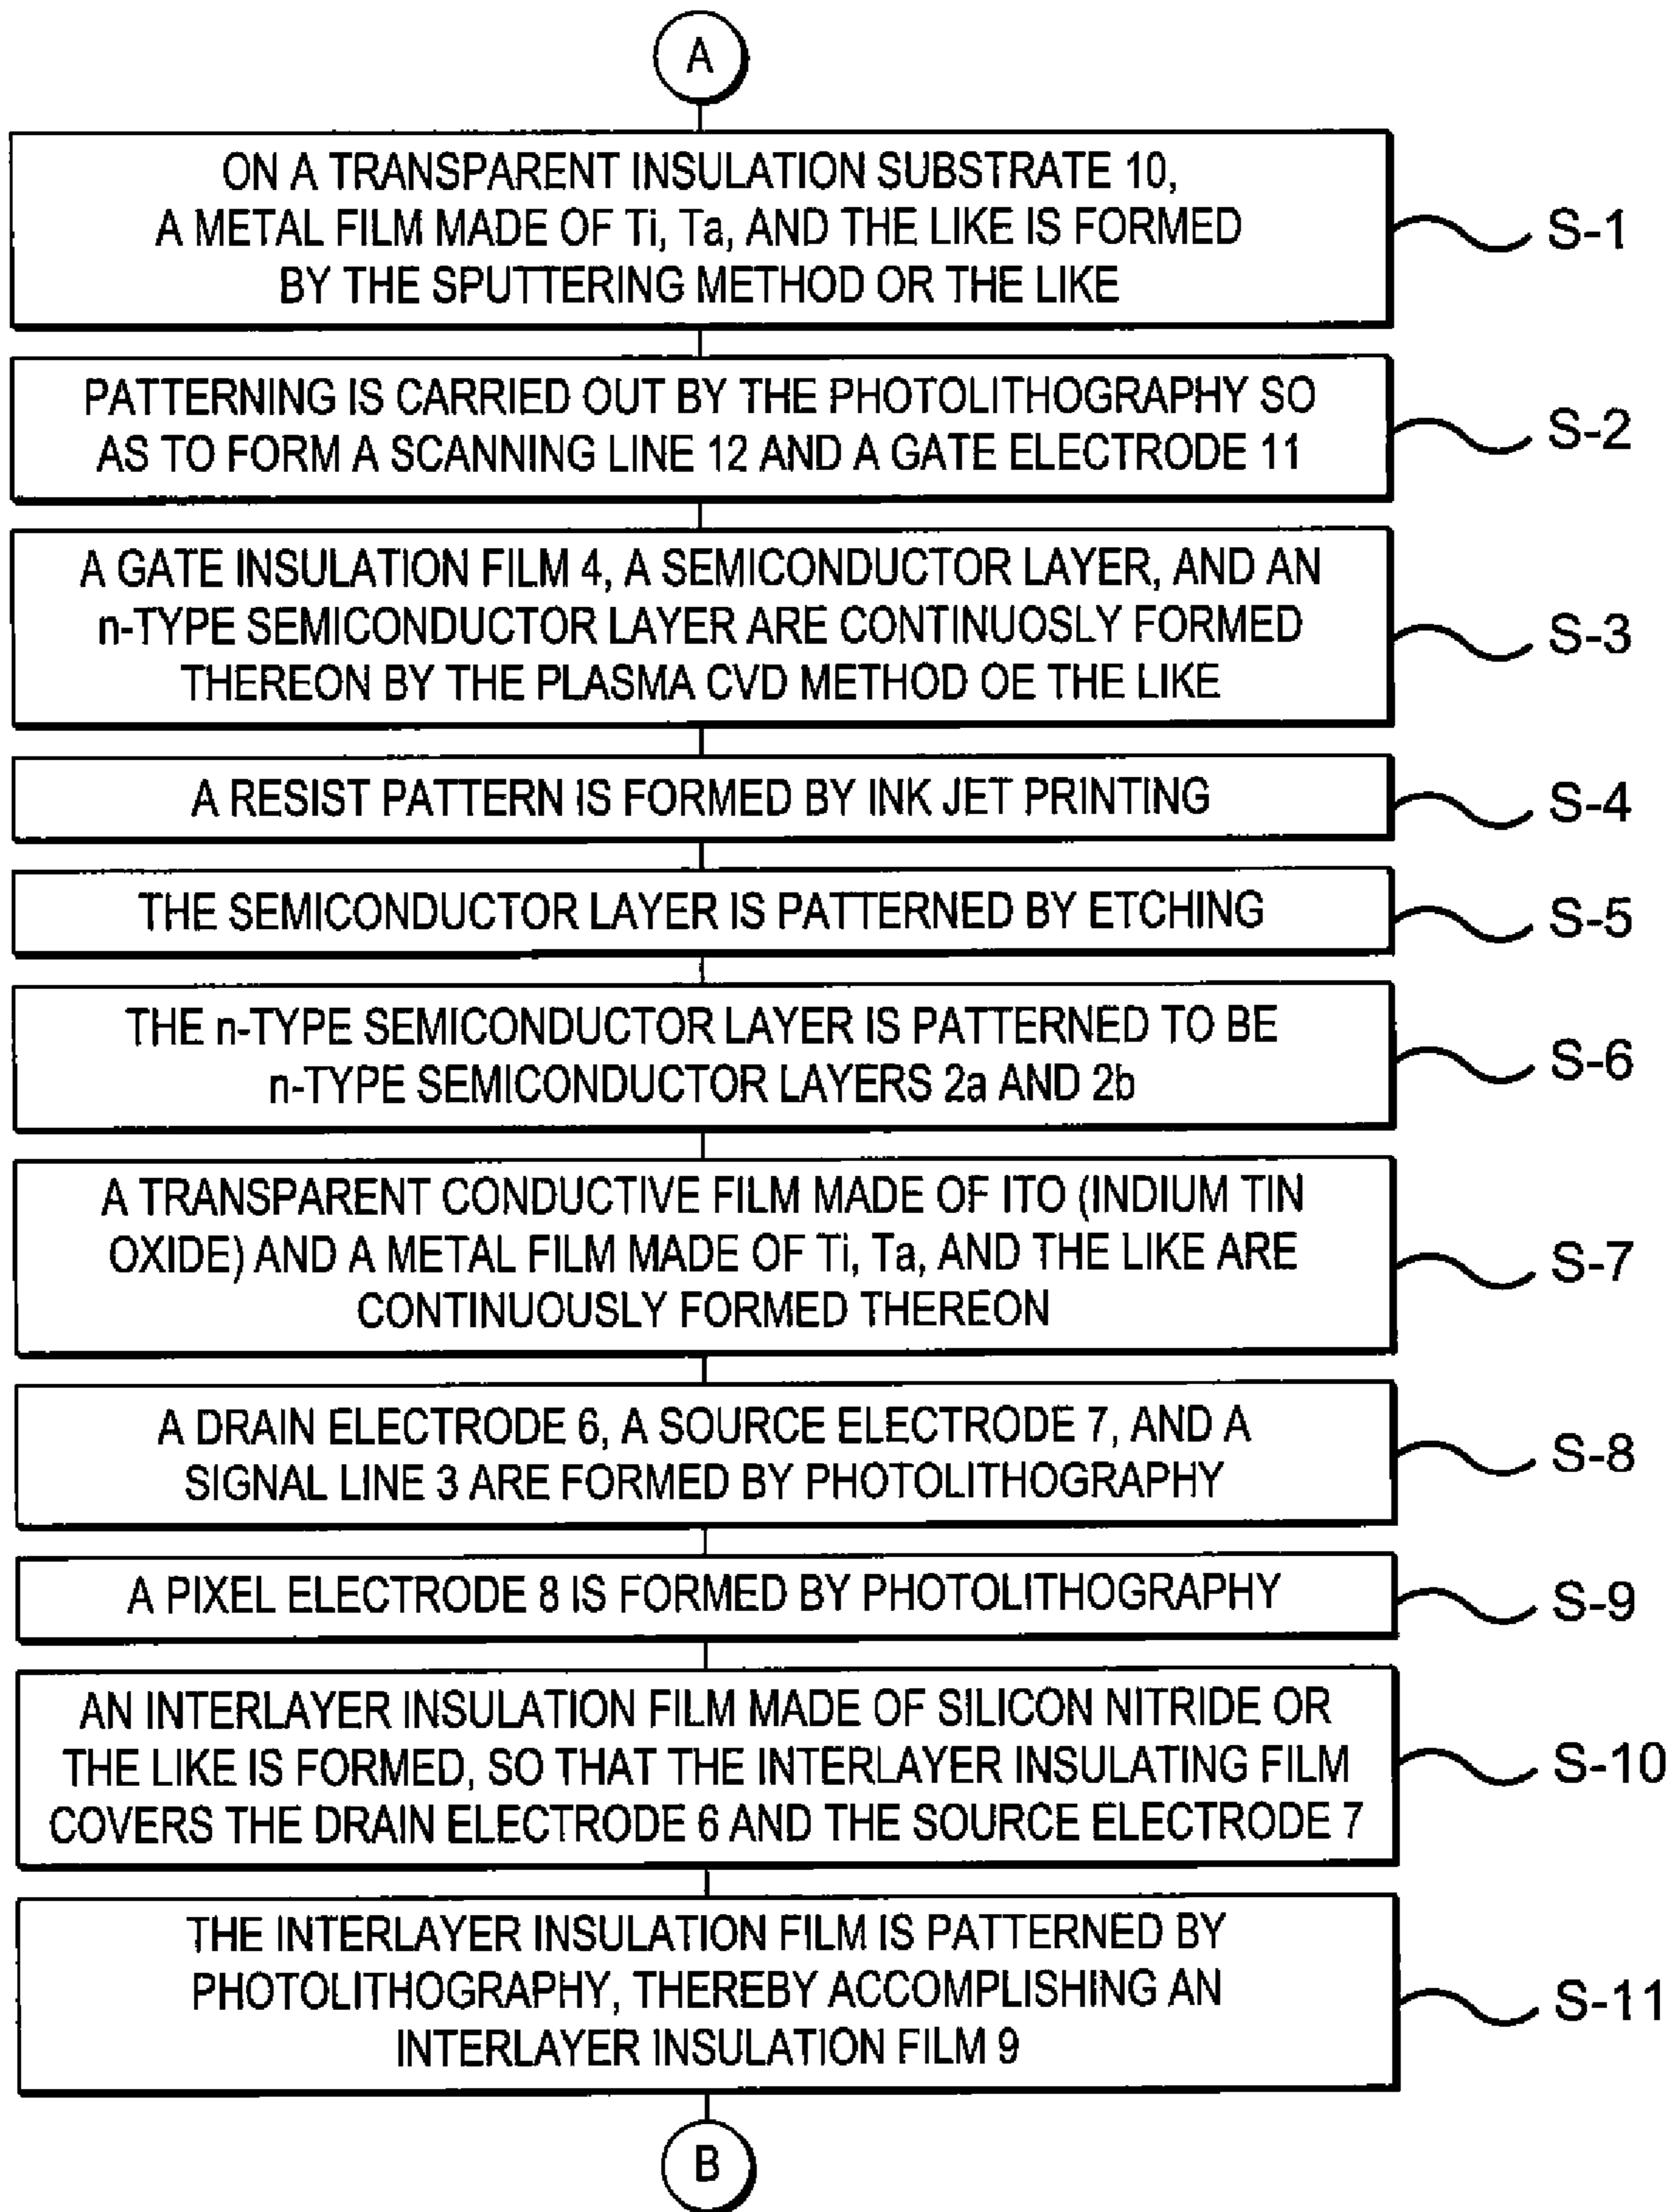 A
ON A TRANSPARENT INSULATION SUBSTRATE 10,
A METAL FILM MADE OF Ti, Ta, AND THE LIKE IS FORMED
BY THE SPUTTERING METHOD OR THE LIKE
S-1
PATTERNING IS CARRIED OUT BY THE PHOTOLITHOGRAPHY SO
AS TO FORM A SCANNING LINE 12 AND A GATE ELECTRODE 11
S-2
A GATE INSULATION FILM 4, A SEMICONDUCTOR LAYER, AND AN
n-TYPE SEMICONDUCTOR LAYER ARE CONTINUOSLY FORMED
THEREON BY THE PLASMA CVD METHOD OE THE LIKE
S-3
A RESIST PATTERN IS FORMED BY INK JET PRINTING
S-4
THE SEMICONDUCTOR LAYER IS PATTERNED BY ETCHING
S-5
THE n-TYPE SEMICONDUCTOR LAYER IS PATTERNED TO BE
n-TYPE SEMICONDUCTOR LAYERS 2a AND 2b
S-6
A TRANSPARENT CONDUCTIVE FILM MADE OF ITO (INDIUM TIN
OXIDE) AND A METAL FILM MADE OF Ti, Ta, AND THE LIKE ARE
CONTINUOUSLY FORMED THEREON
S-7
A DRAIN ELECTRODE 6, A SOURCE ELECTRODE 7, AND A
SIGNAL LINE 3 ARE FORMED BY PHOTOLITHOGRAPHY
S-8
A PIXEL ELECTRODE 8 IS FORMED BY PHOTOLITHOGRAPHY
S-9
AN INTERLAYER INSULATION FILM MADE OF SILICON NITRIDE OR
THE LIKE IS FORMED, SO THAT THE INTERLAYER INSULATING FILM
COVERS THE DRAIN ELECTRODE 6 AND THE SOURCE ELECTRODE 7
S-10
THE INTERLAYER INSULATION FILM IS PATTERNED BY
PHOTOLITHOGRAPHY, THEREBY ACCOMPLISHING AN
INTERLAYER INSULATION FILM 9
S-11
B